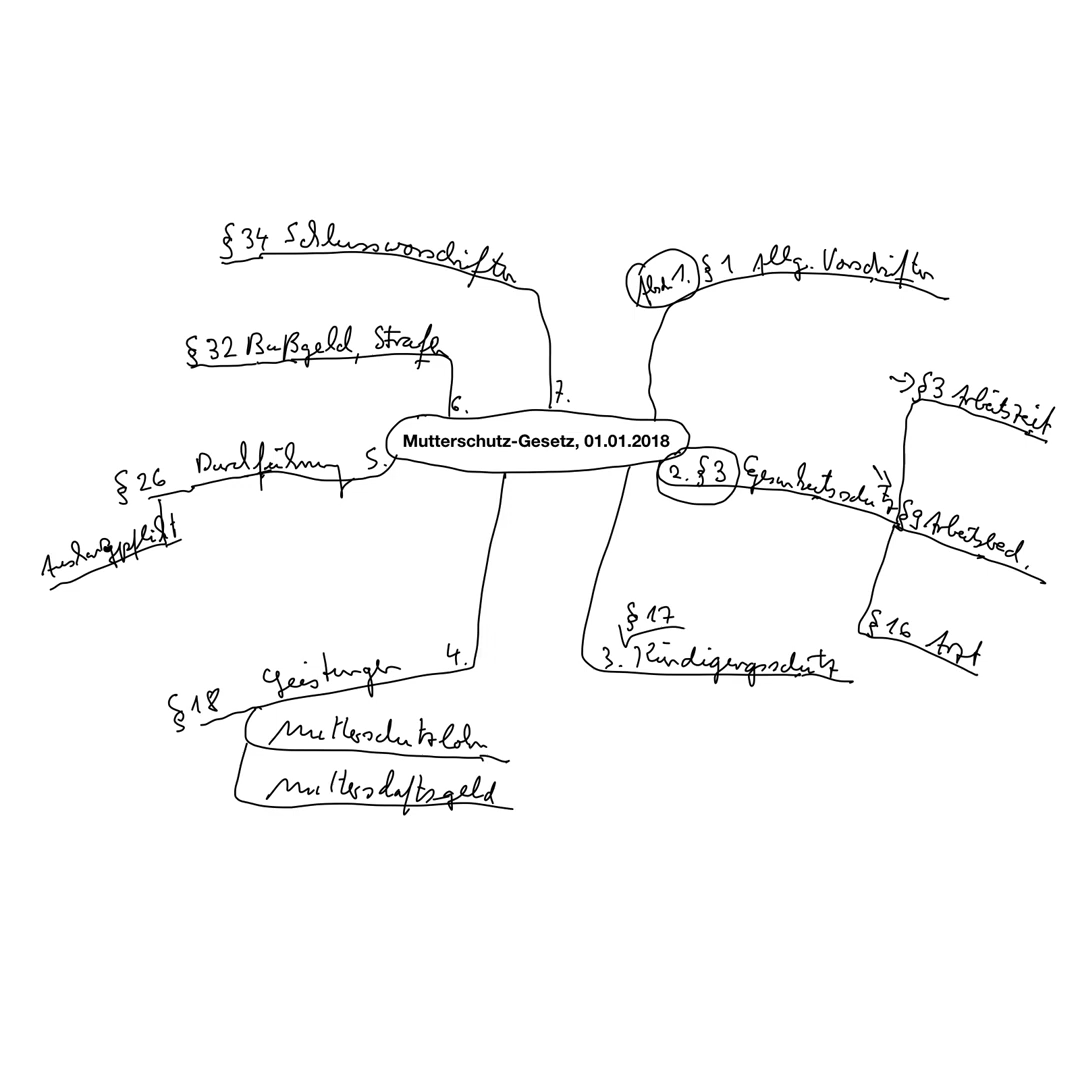 Mutterschutz-Gesetz, 01.01.2018
Absch 1. § 1 Allg. Vorschriften
2. § 3 Gesundheitsschutz
→ § 3 Arbeitszeit
§ 9 Arbeitsbed.
§ 16 Arzt
§ 17
3. Kündigungsschutz
4.
§ 18 Leistungen
Mutterschutzlohn
Mutterschaftsgeld
5.
§ 26 Durchführung
Aushangpflicht
6.
§ 32 Bußgeld, Strafen
7.
§ 34 Schlussvorschriften